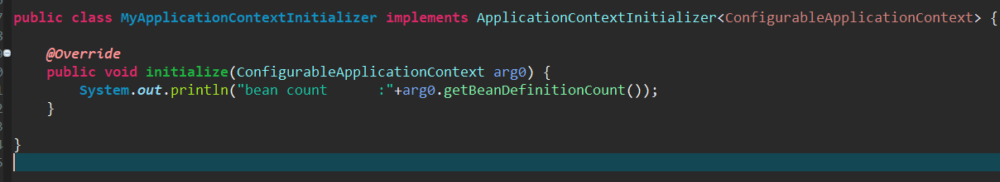 public class MyApplicationContextInitializer implements ApplicationContextInitializer<ConfigurableApplicationContext> {
@Override
public void initialize(ConfigurableApplicationContext arg0) {
System.out.println("bean count      :"+arg0.getBeanDefinitionCount());
}
}